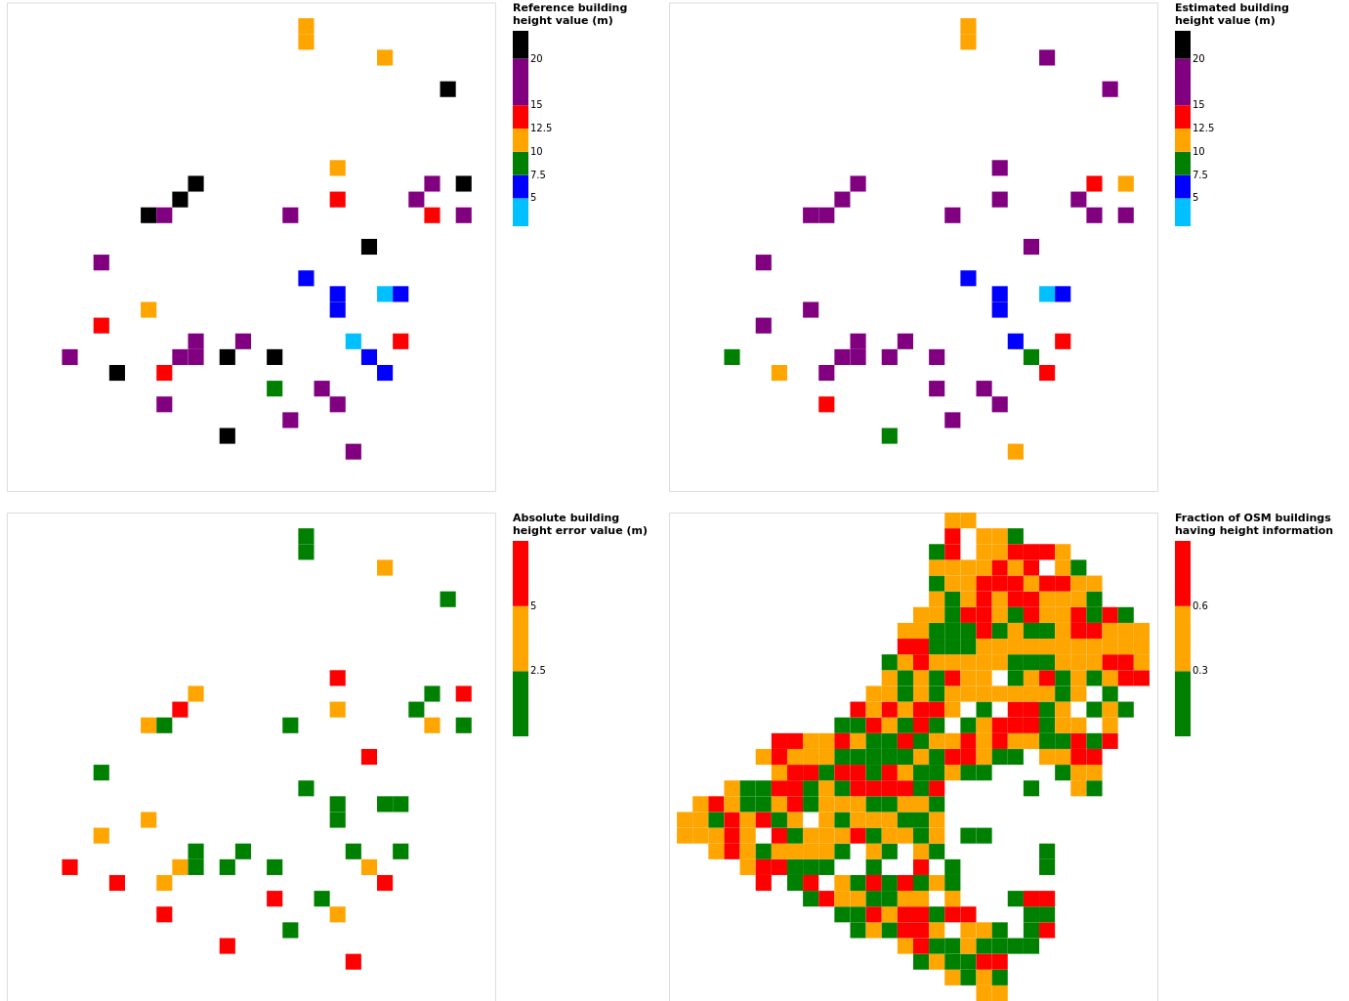 Reference building
height value (m)
20
15
12.5
10
7.5
5
Estimated building
height value (m)
20
15
12.5
10
7.5
5
Absolute building
height error value (m)
5
2.5
Fraction of OSM buildings
having height information
0.6
0.3